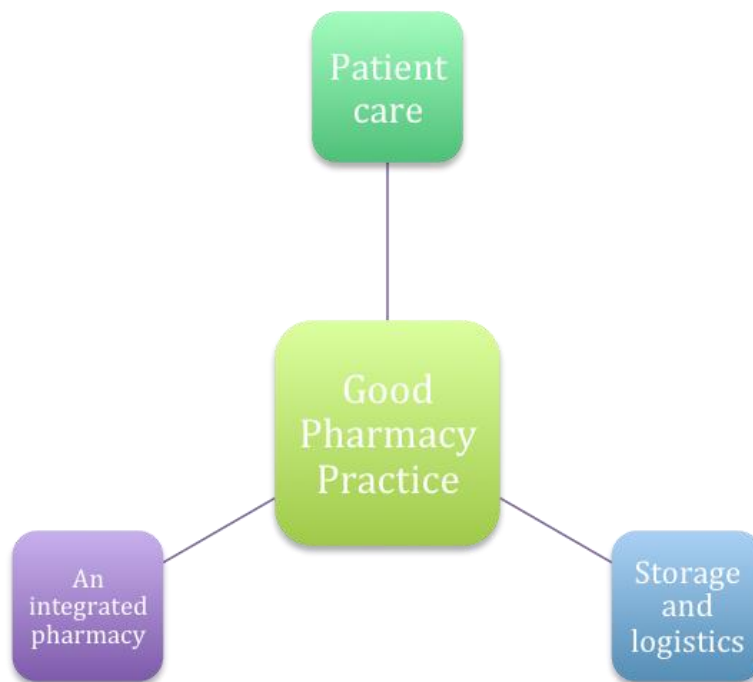 Patient
care
Good
Pharmacy
Practice
An
integrated
pharmacy
Storage
and
logistics